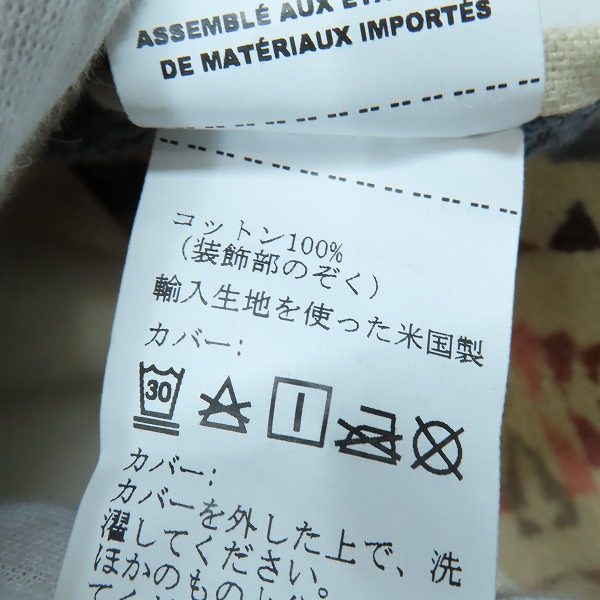 ASSEMBLÉ AUX
DE MATÉRIAUX IMPORTÉS
コットン100%
(装飾部のぞく)
輸入生地を使った米国製
カバー:
30
カバー:
カバーを外した上で、洗
濯してください。
ほかのものと